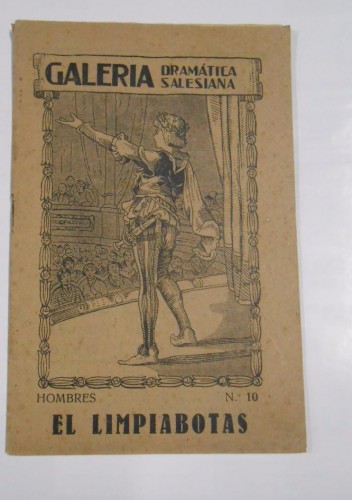 GALERIA DRAMÁTICA
SALESIANA
HOMBRES N.º 10
EL LIMPIABOTAS